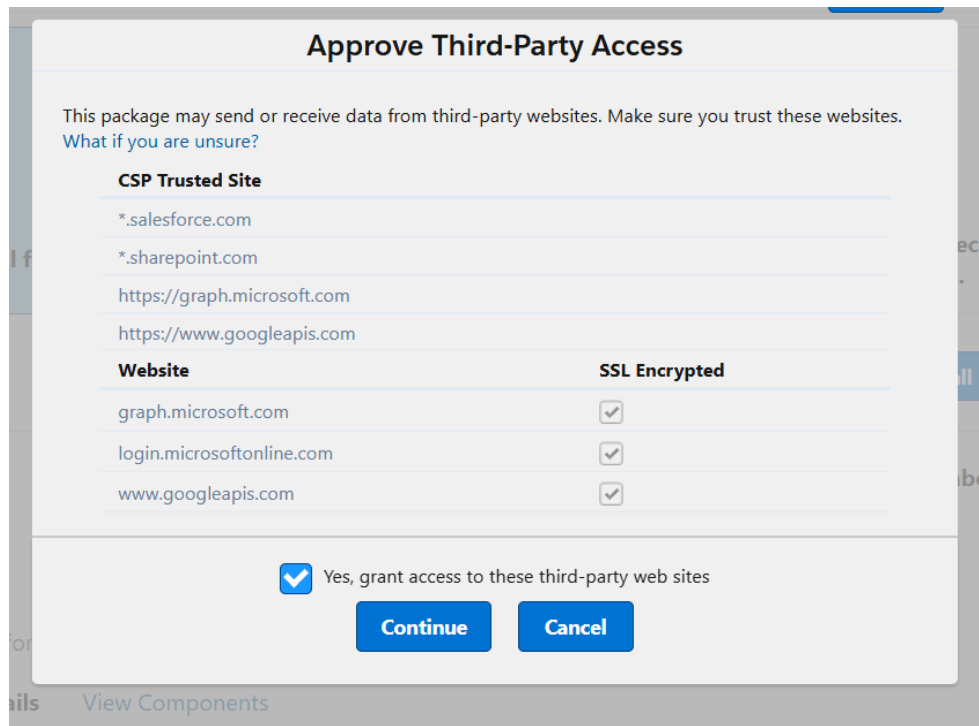 Approve Third-Party Access
This package may send or receive data from third-party websites. Make sure you trust these websites.
What if you are unsure?
CSP Trusted Site
*.salesforce.com
*.sharepoint.com
https://graph.microsoft.com
https://www.googleapis.com
Website SSL Encrypted
graph.microsoft.com
login.microsoftonline.com
www.googleapis.com
Yes, grant access to these third-party web sites
Continue Cancel
View Components